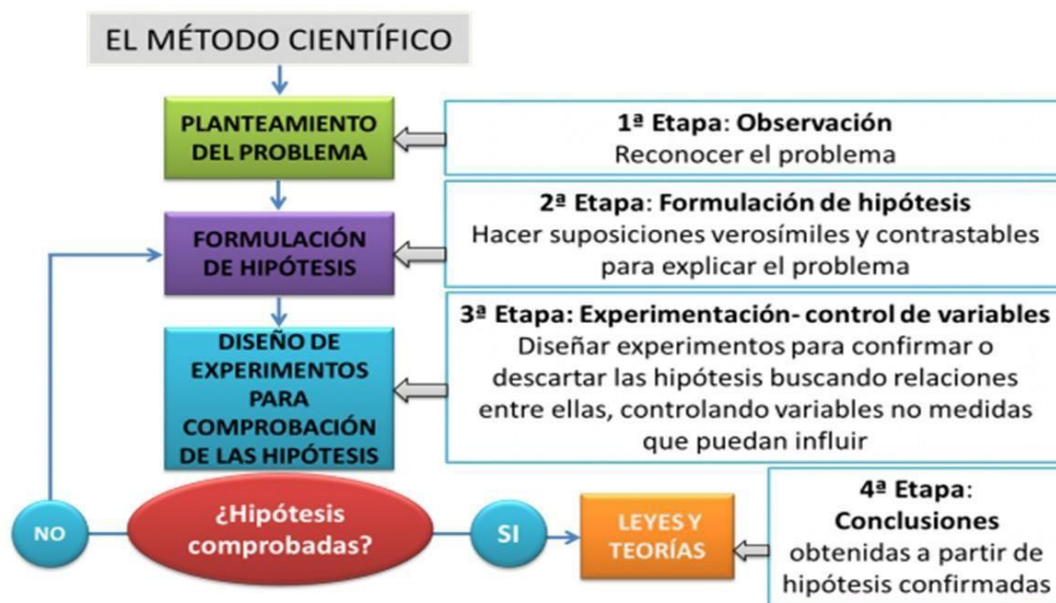 EL MÉTODO CIENTÍFICO
PLANTEAMIENTO
DEL PROBLEMA
1ª Etapa: Observación
Reconocer el problema
FORMULACIÓN
DE HIPÓTESIS
2ª Etapa: Formulación de hipótesis
Hacer suposiciones verosímiles y contrastables
para explicar el problema
DISEÑO DE
EXPERIMENTOS
PARA
COMPROBACIÓN
DE LAS HIPÓTESIS
3ª Etapa: Experimentación- control de variables
Diseñar experimentos para confirmar o
descartar las hipótesis buscando relaciones
entre ellas, controlando variables no medidas
que puedan influir
NO
¿Hipótesis
comprobadas?
SI
LEYES Y
TEORÍAS
4ª Etapa:
Conclusiones
obtenidas a partir de
hipótesis confirmadas